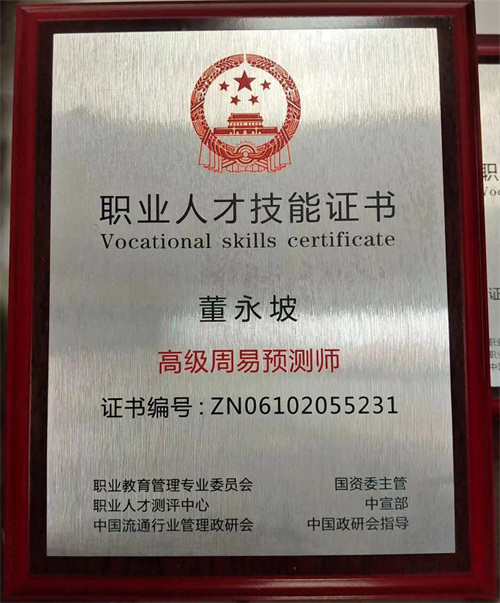 职业人才技能证书
Vocational skills certificate
董永坡
高级周易预测师
证书编号：ZN06102055231
职业教育管理专业委员会 国资委主管
职业人才测评中心 中宣部
中国流通行业管理政研会 中国政研会指导